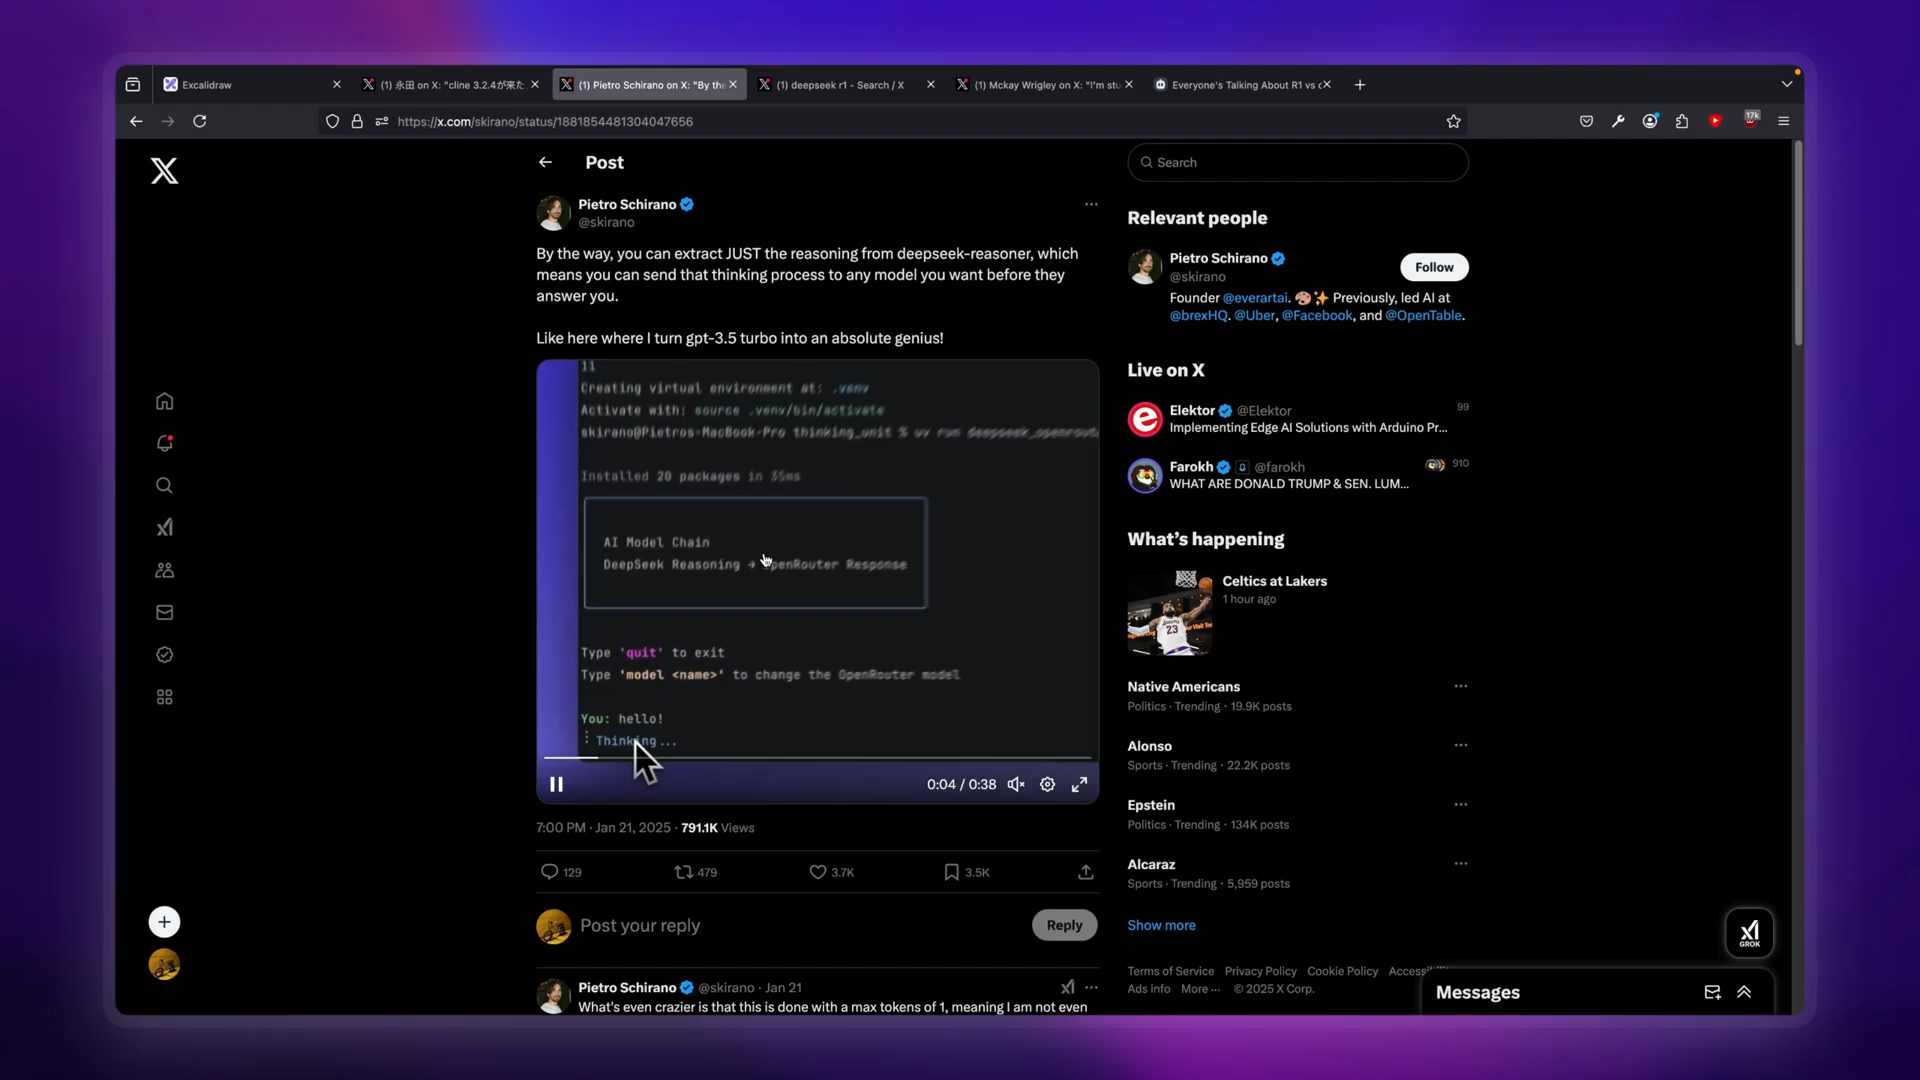 Excalidraw
(1) 永田 on X: "cline 3.2.4が来た
(1) Pietro Schirano on X: "By the
(1) deepseek r1 - Search / X
(1) Mckay Wrigley on X: "I'm stu
Everyone's Talking About R1 vs o
https://x.com/skirano/status/1881854481304047656
17k
Post
Search
Pietro Schirano
@skirano
By the way, you can extract JUST the reasoning from deepseek-reasoner, which
means you can send that thinking process to any model you want before they
answer you.
Like here where I turn gpt-3.5 turbo into an absolute genius!
11
Creating virtual environment at: .venv
Activate with: source .venv/bin/activate
skirano@Pietros-MacBook-Pro thinking_unit % uv run deepseek_openrout
Installed 20 packages in 35ms
AI Model Chain
DeepSeek Reasoning → OpenRouter Response
Type 'quit' to exit
Type 'model <name>' to change the OpenRouter model
You: hello!
Thinking...
0:04 / 0:38
7:00 PM · Jan 21, 2025 · 791.1K Views
129
479
3.7K
3.5K
Post your reply
Reply
Pietro Schirano @skirano · Jan 21
What's even crazier is that this is done with a max tokens of 1, meaning I am not even
Relevant people
Pietro Schirano
@skirano
Follow
Founder @everartai. Previously, led AI at
@brexHQ. @Uber, @Facebook, and @OpenTable.
Live on X
Elektor @Elektor
99
Implementing Edge AI Solutions with Arduino Pr...
Farokh @farokh
910
WHAT ARE DONALD TRUMP & SEN. LUM...
What's happening
23
Celtics at Lakers
1 hour ago
Native Americans
Politics · Trending · 19.9K posts
Alonso
Sports · Trending · 22.2K posts
Epstein
Politics · Trending · 134K posts
Alcaraz
Sports · Trending · 5,959 posts
Show more
GROK
Terms of Service Privacy Policy Cookie Policy
Ads info More ··· © 2025 X Corp.
Messages